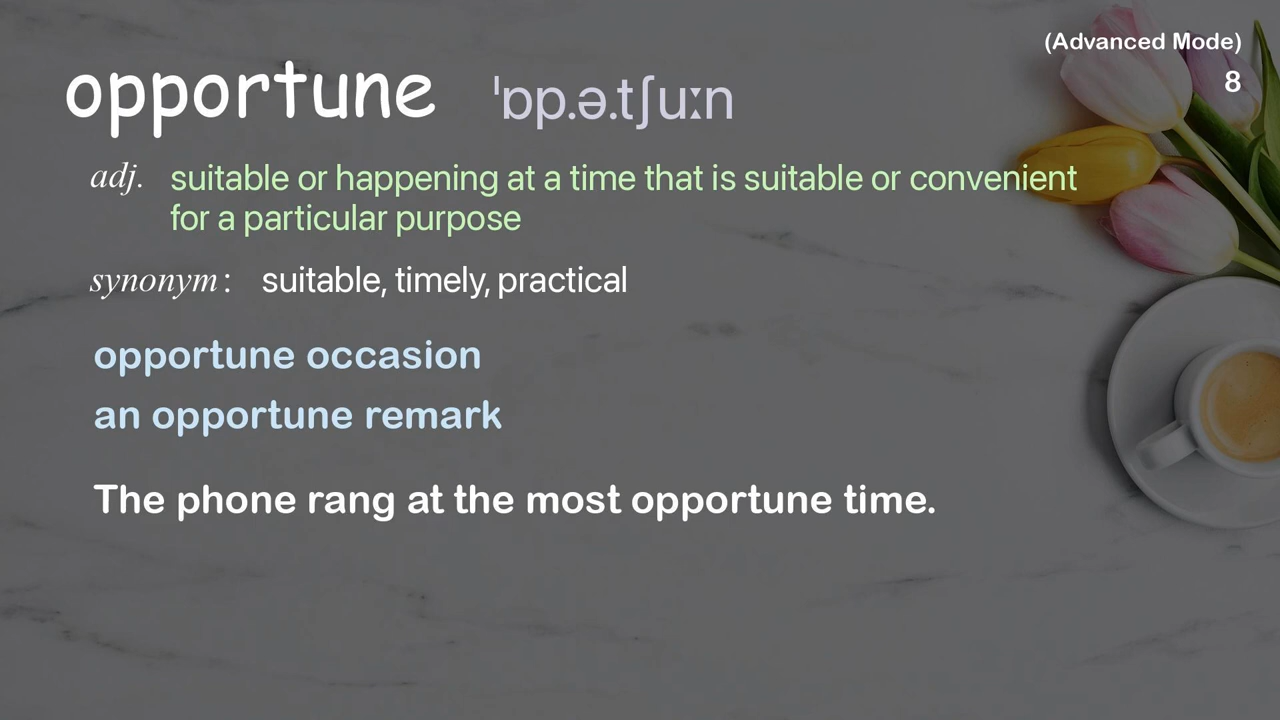 (Advanced Mode)
8
opportune ˈɒp.ə.tʃuːn
adj. suitable or happening at a time that is suitable or convenient
for a particular purpose
synonym: suitable, timely, practical
opportune occasion
an opportune remark
The phone rang at the most opportune time.